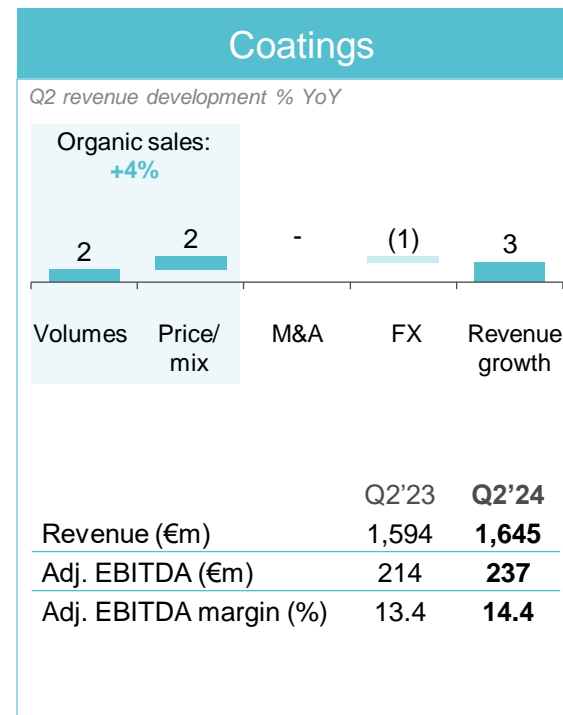 Coatings
Q2 revenue development % YoY
Organic sales:
+4%
2 2 - (1) 3
Volumes Price/ M&A FX Revenue
mix growth
Q2’23 Q2’24
Revenue (€m) 1,594 1,645
Adj. EBITDA (€m) 214 237
Adj. EBITDA margin (%) 13.4 14.4